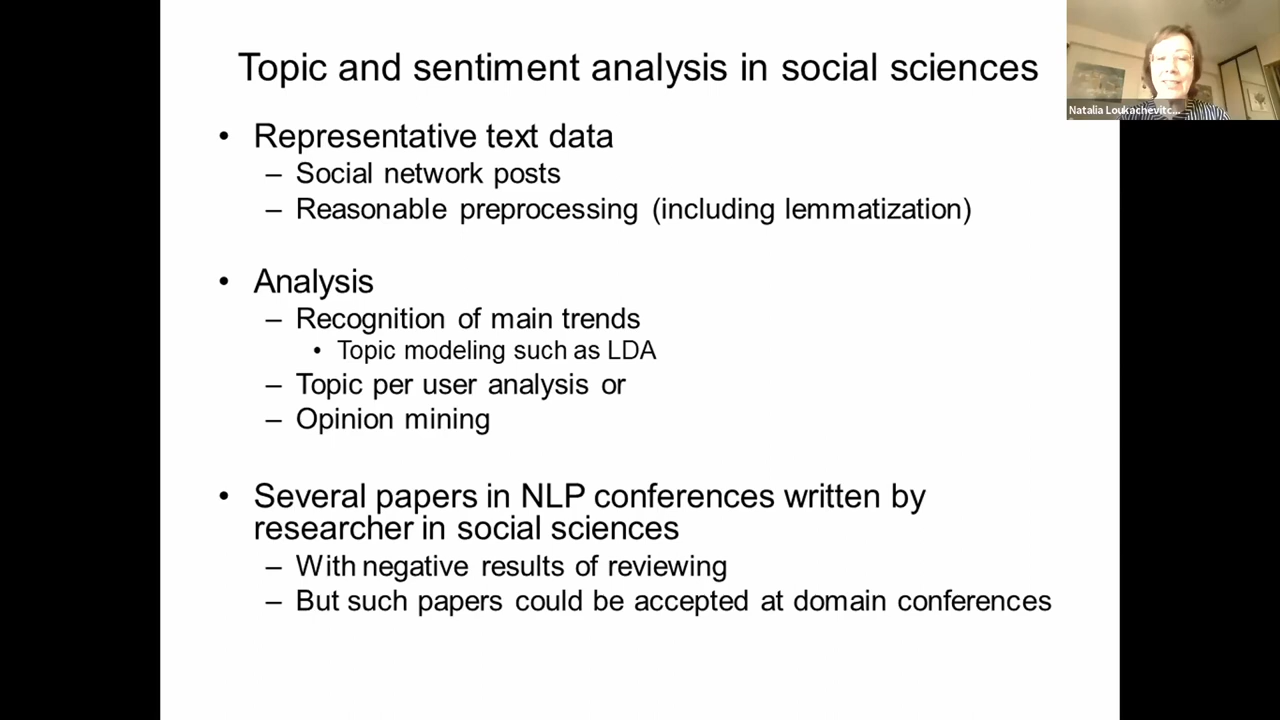 Topic and sentiment analysis in social sciences
• Representative text data
– Social network posts
– Reasonable preprocessing (including lemmatization)
• Analysis
– Recognition of main trends
• Topic modeling such as LDA
– Topic per user analysis or
– Opinion mining
• Several papers in NLP conferences written by
researcher in social sciences
– With negative results of reviewing
– But such papers could be accepted at domain conferences
Natalia Loukachevitc...